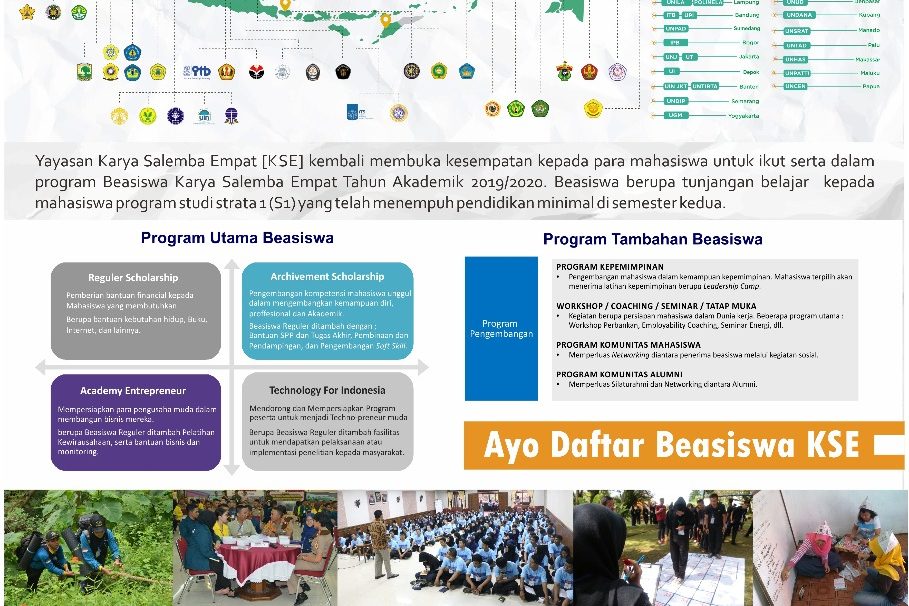 UNILA POLINELA Lampung
ITB UPI Bandung
UNPAD Sumedang
IPB Bogor
UNJ UT Jakarta
UI Depok
UIN JKT UNTIRTA Banten
UNDIP Semarang
UGM Yogyakarta
UNUD Denpasar
UNDANA Kupang
UNSRAT Manado
UNTAD Palu
UNHAS Makassar
UNPATTI Maluku
UNCEN Papua
itb
uin
ITS
Yayasan Karya Salemba Empat [KSE] kembali membuka kesempatan kepada para mahasiswa untuk ikut serta dalam
program Beasiswa Karya Salemba Empat Tahun Akademik 2019/2020. Beasiswa berupa tunjangan belajar kepada
mahasiswa program studi strata 1 (S1) yang telah menempuh pendidikan minimal di semester kedua.
Program Utama Beasiswa
Reguler Scholarship
Pemberian bantuan financial kepada
Mahasiswa yang membutuhkan.
Berupa bantuan kebutuhan hidup, Buku,
Internet, dan lainnya.
Archivement Scholarship
Pengembangan kompetensi mahasiswa unggul
dalam mengembangkan kemampuan diri,
proffesional dan Akademik.
Beasiswa Reguler ditambah dengan :
Bantuan SPP dan Tugas Akhir, Pembinaan dan
Pendampingan, dan Pengembangan Soft Skill.
Academy Entrepreneur
Mempersiapkan para pengusaha muda dalam
membangun bisnis mereka.
berupa Beasiswa Reguler ditambah Pelatihan
Kewirausahaan, serta bantuan bisnis dan
monitoring.
Technology For Indonesia
Mendorong dan Mempersiapkan Program
peserta untuk menjadi Techno-preneur muda
Berupa Beasiswa Reguler ditambah fasilitas
untuk mendapatkan pelaksanaan atau
implementasi penelitian kepada masyarakat.
Program Tambahan Beasiswa
Program
Pengembangan
PROGRAM KEPEMIMPINAN
• Pengembangan mahasiswa dalam kemampuan kepemimpinan. Mahasiswa terpilih akan
menerima latihan kepemimpinan berupa Leadership Camp.
WORKSHOP / COACHING / SEMINAR / TATAP MUKA
• Kegiatan berupa persiapan mahasiswa dalam Dunia kerja. Beberapa program utama :
Workshop Perbankan, Employability Coaching, Seminar Energi, dll.
PROGRAM KOMUNITAS MAHASISWA
• Memperluas Networking diantara penerima beasiswa melalui kegiatan sosial.
PROGRAM KOMUNITAS ALUMNI
• Memperluas Silaturahmi dan Networking diantara Alumni.
Ayo Daftar Beasiswa KSE